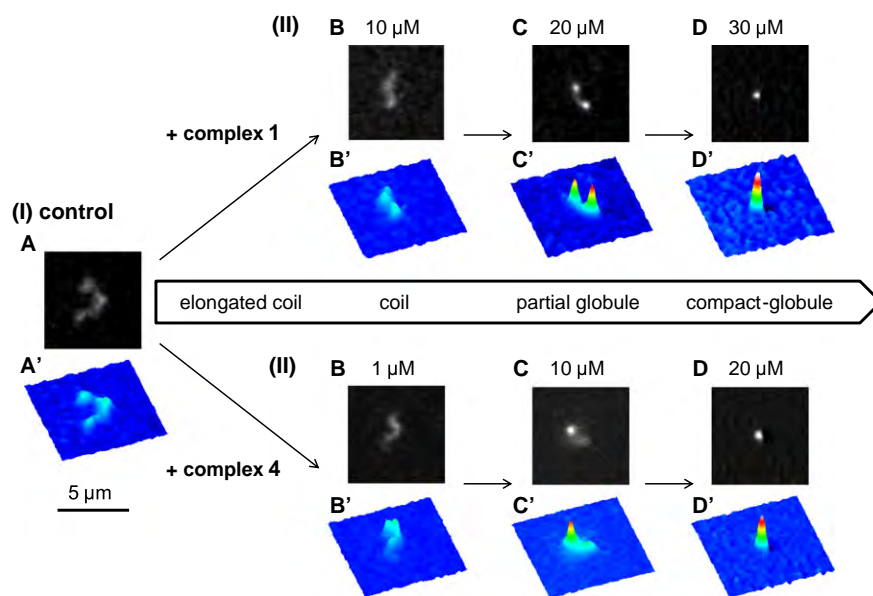 (II) B 10 µM C 20 µM D 30 µM
+ complex 1
B' C' D'
(I) control
A
elongated coil coil partial globule compact-globule
A'
(II) B 1 µM C 10 µM D 20 µM
+ complex 4
5 µm
B' C' D'